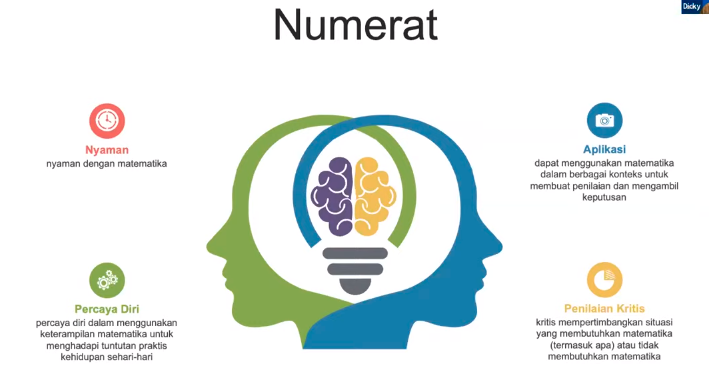 Dicky
Numerat
Nyaman
nyaman dengan matematika
Aplikasi
dapat menggunakan matematika
dalam berbagai konteks untuk
membuat penilaian dan mengambil
keputusan
Percaya Diri
percaya diri dalam menggunakan
keterampilan matematika untuk
menghadapi tuntutan praktis
kehidupan sehari-hari
Penilaian Kritis
kritis mempertimbangkan situasi
yang membutuhkan matematika
(termasuk apa) atau tidak
membutuhkan matematika